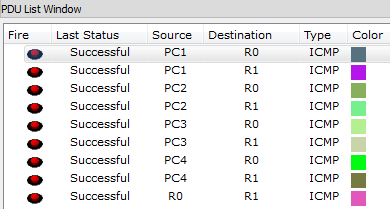 PDU List Window
Fire Last Status Source Destination Type Color
Successful PC1 R0 ICMP
Successful PC1 R1 ICMP
Successful PC2 R0 ICMP
Successful PC2 R1 ICMP
Successful PC3 R0 ICMP
Successful PC3 R1 ICMP
Successful PC4 R0 ICMP
Successful PC4 R1 ICMP
Successful R0 R1 ICMP